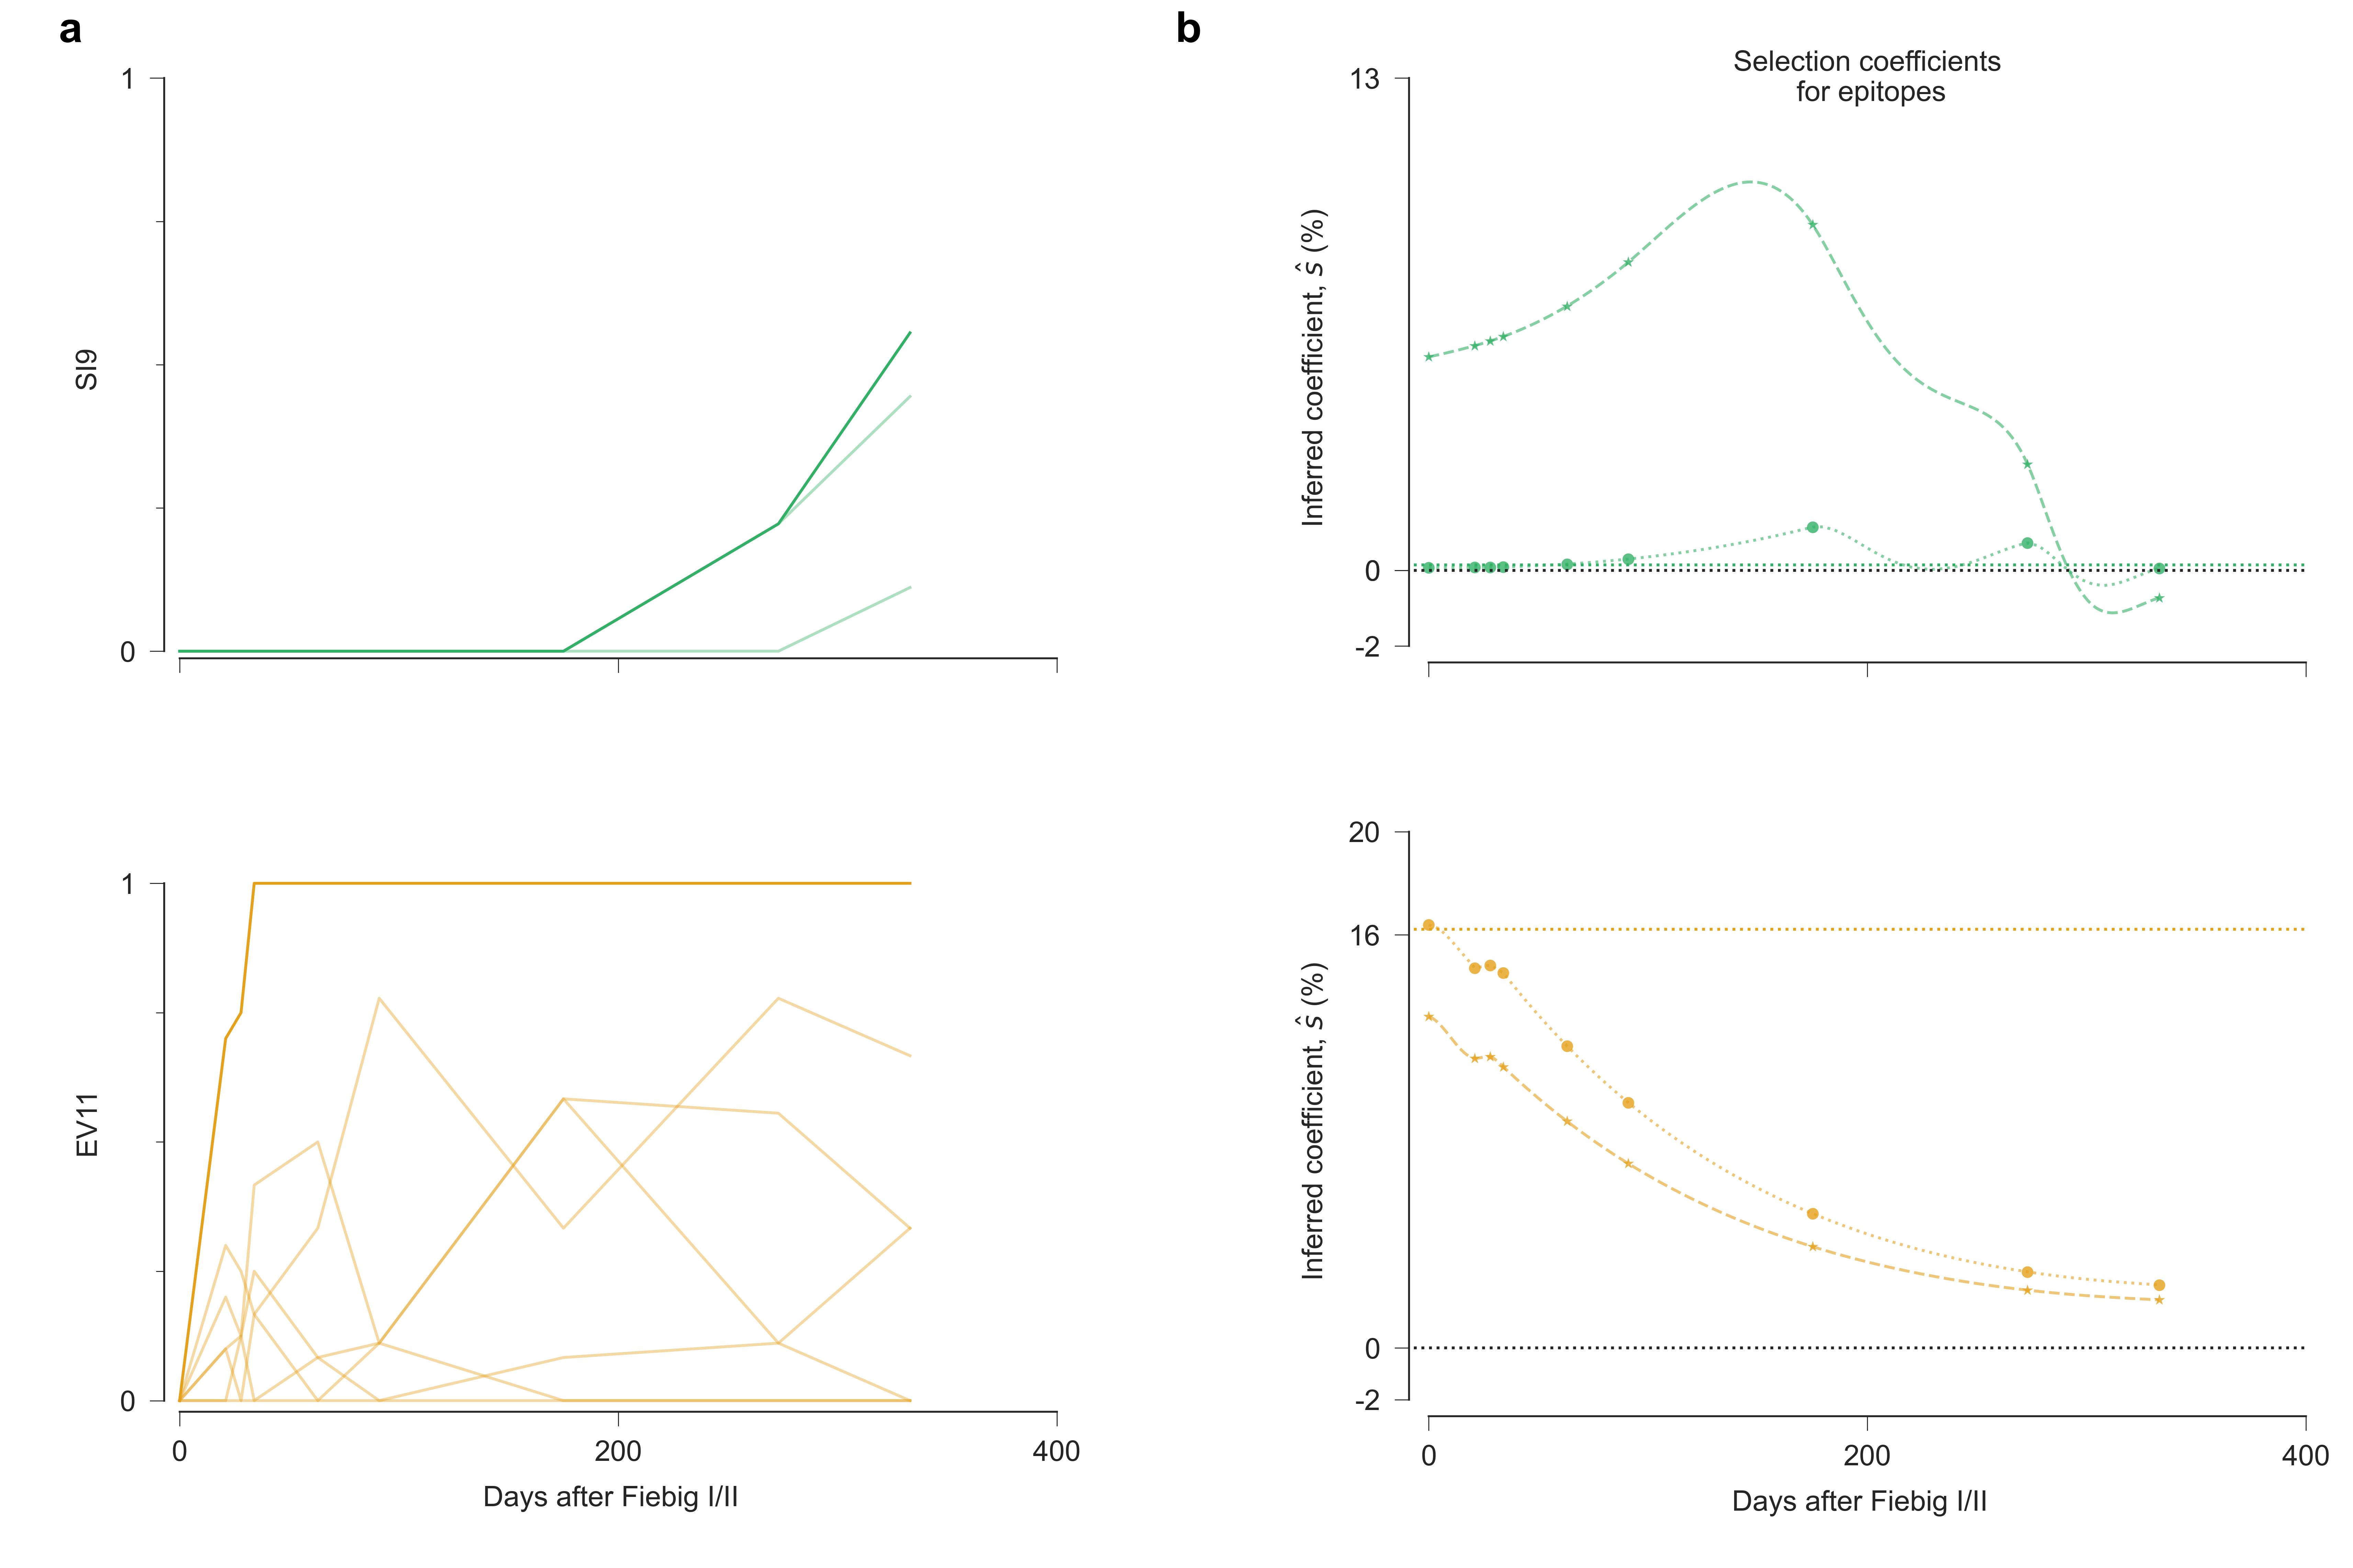 a
1
SI9
0
1
EV11
0
0
200
400
Days after Fiebig I/II
b
Selection coefficients
for epitopes
13
Inferred coefficient, ŝ (%)
0
-2
20
16
Inferred coefficient, ŝ (%)
0
-2
0
200
400
Days after Fiebig I/II